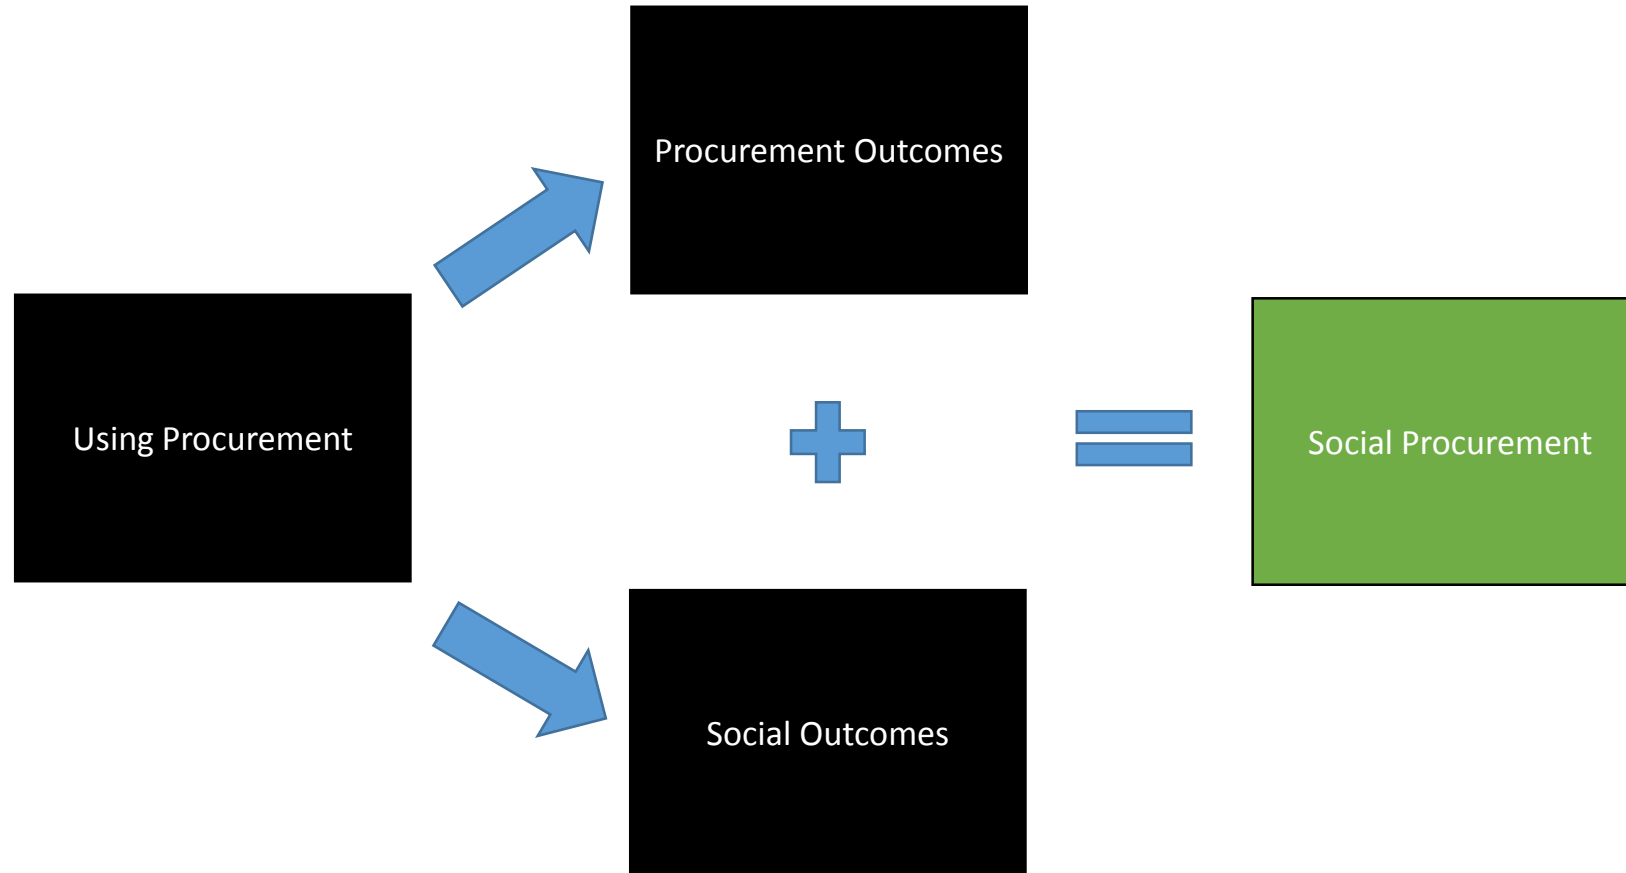 Procurement Outcomes
Using Procurement
Social Procurement
Social Outcomes